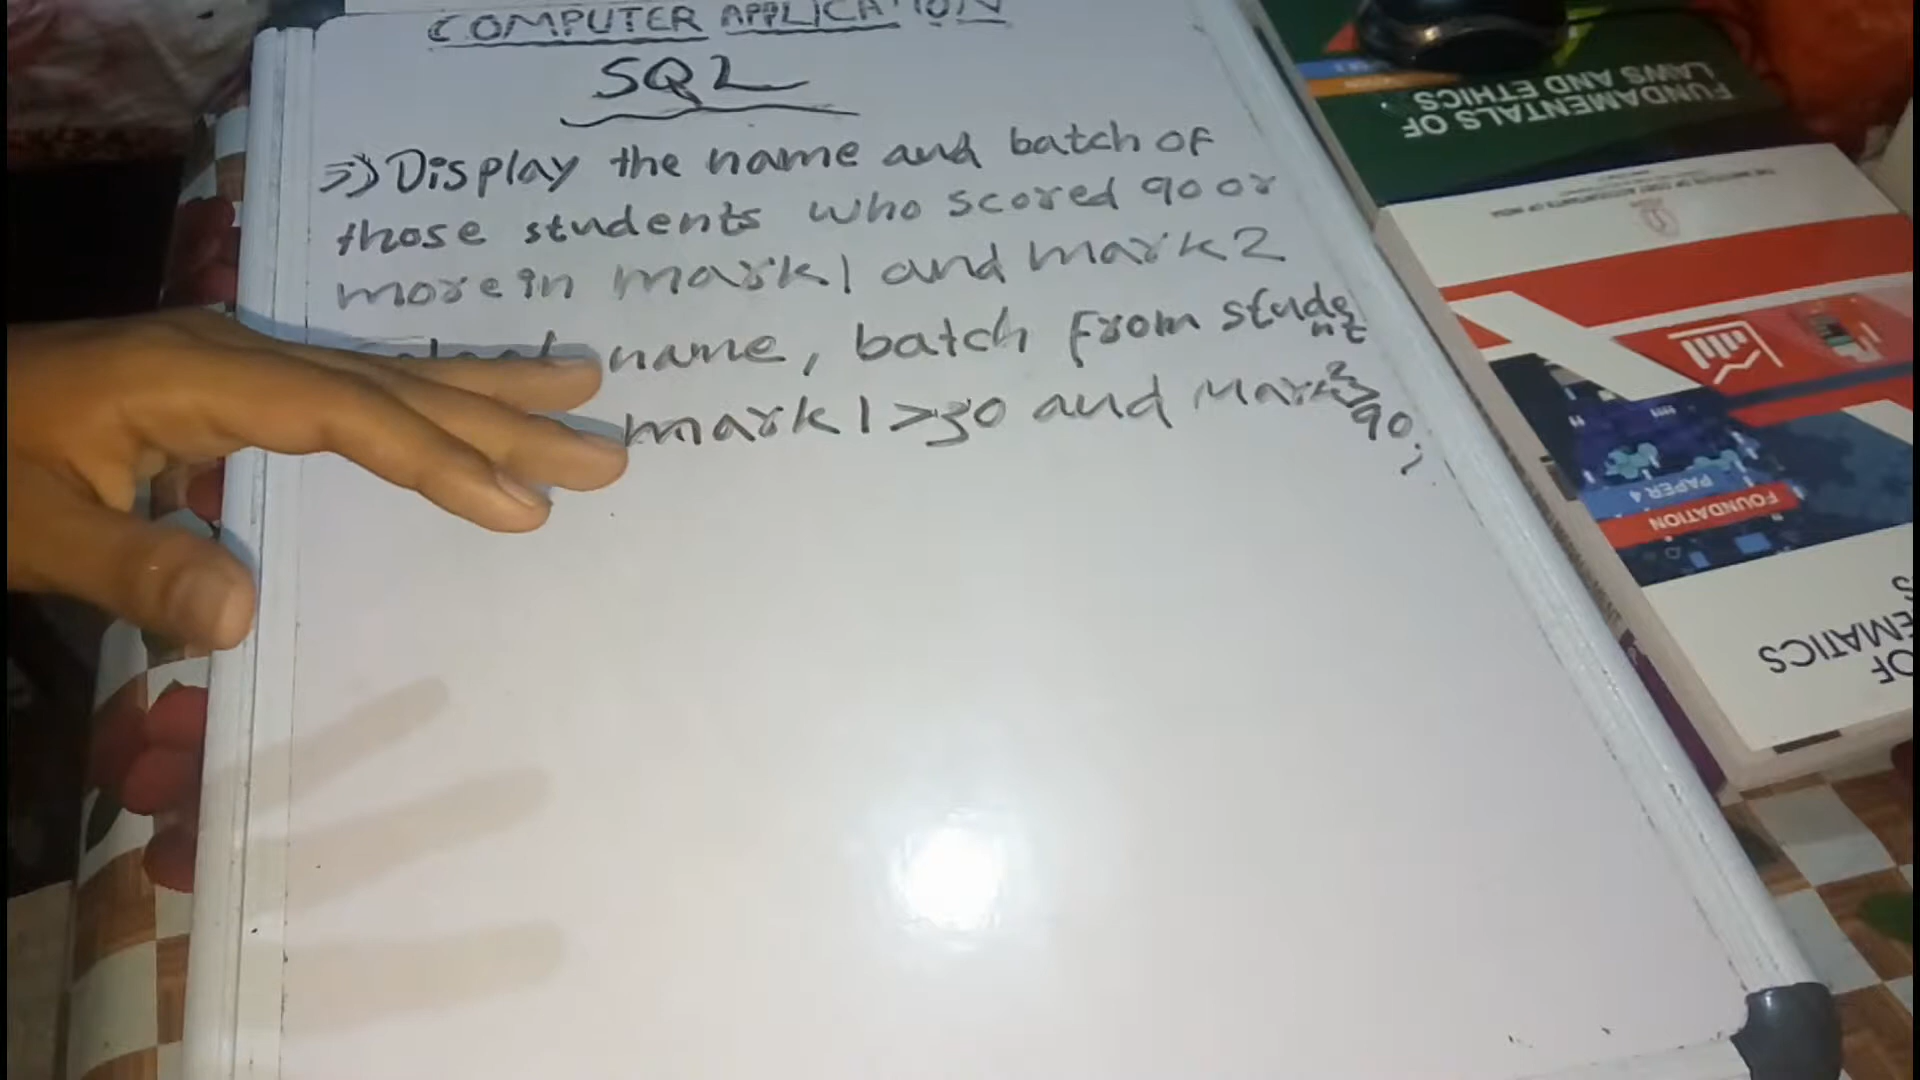 COMPUTER APPLICATION
SQL
=> Display the name and batch of
those students who scored 90 or
more in mark1 and mark2
name, batch from student
mark1 >90 and Mark2>
90;
FUNDAMENTALS OF
LAWS AND ETHICS
FOUNDATION
PAPER 4
OF
EMATICS